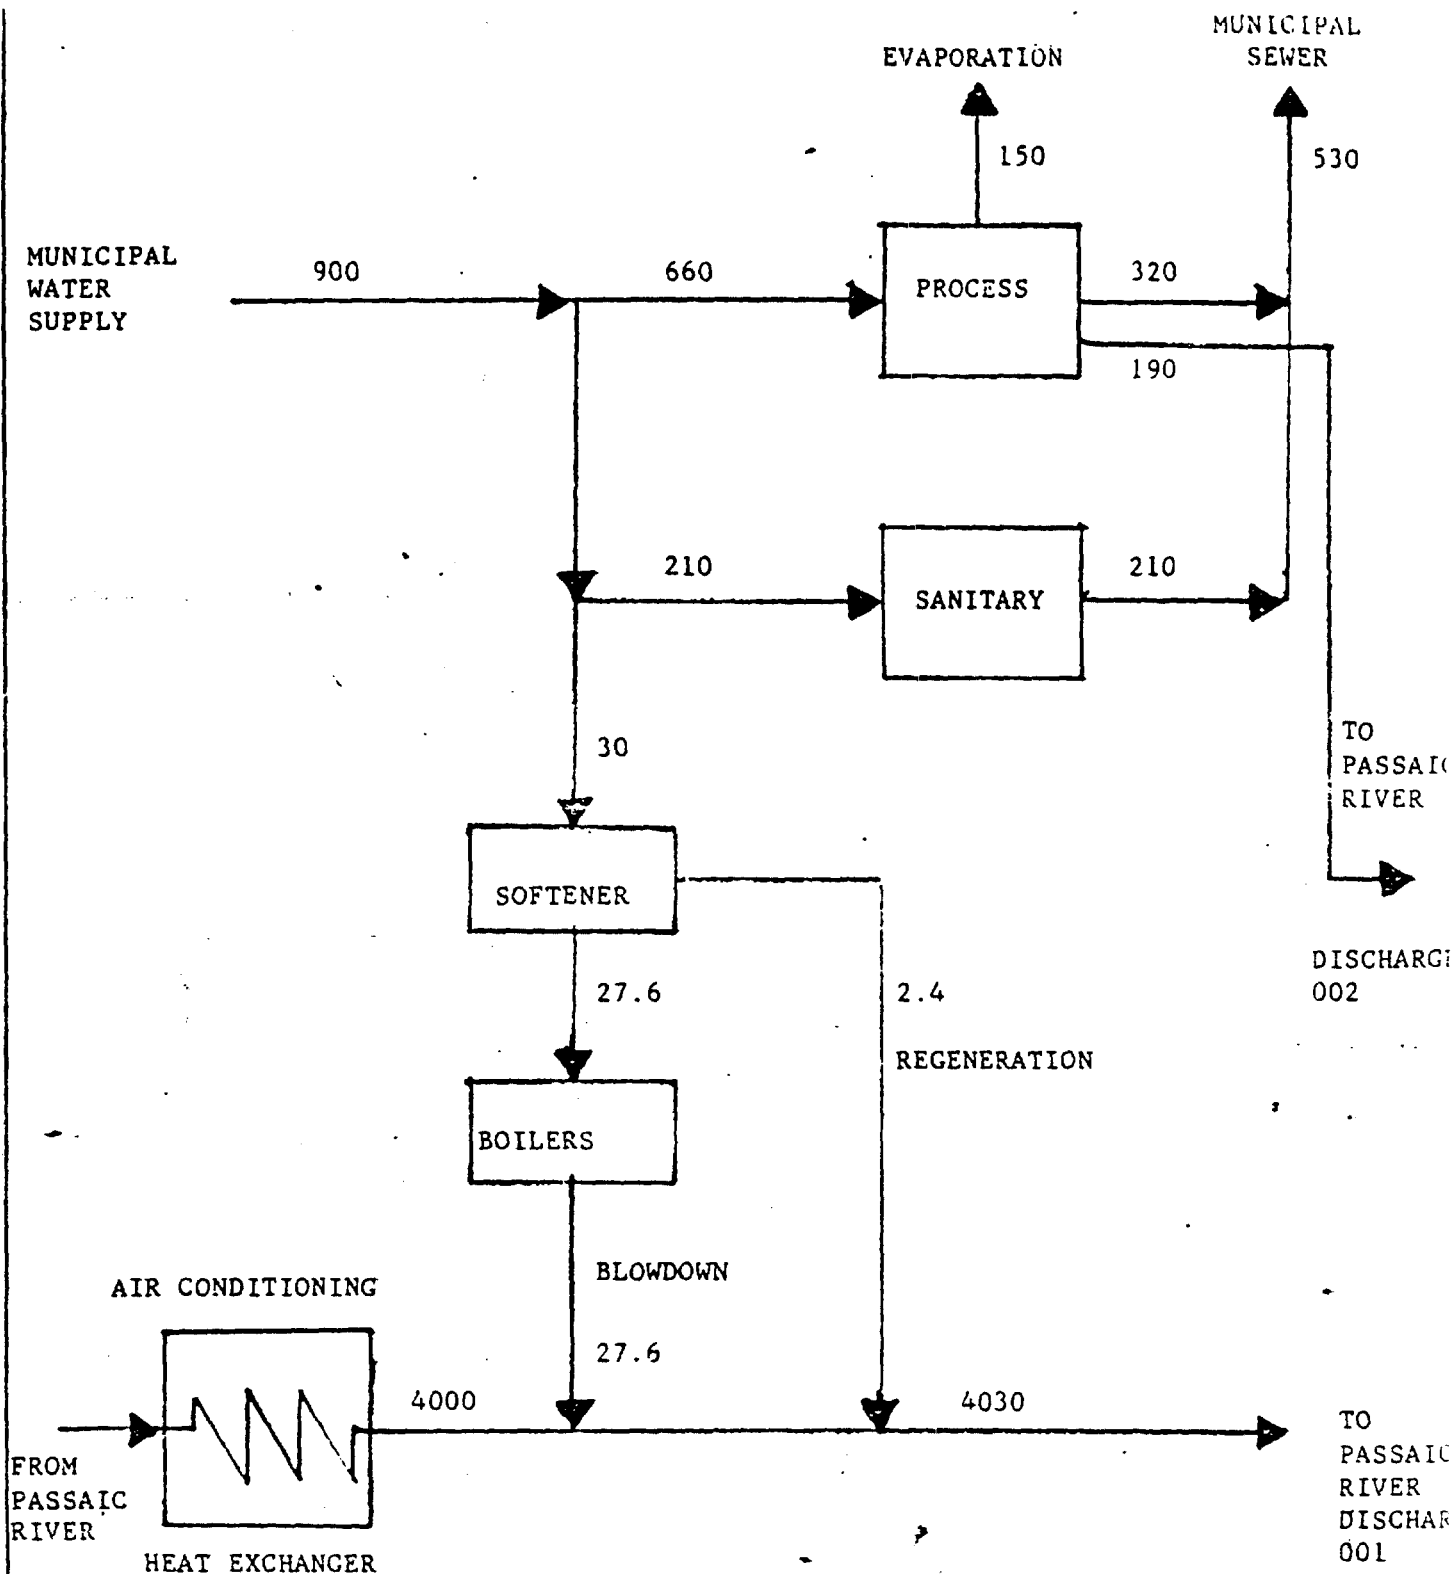 MUNICIPAL
SEWER
EVAPORATION
150
530
MUNICIPAL
WATER
SUPPLY
900
660
PROCESS
320
190
210
SANITARY
210
30
TO
PASSAIC
RIVER
SOFTENER
DISCHARGE
002
27.6
2.4
REGENERATION
BOILERS
BLOWDOWN
27.6
AIR CONDITIONING
4000
4030
FROM
PASSAIC
RIVER
HEAT EXCHANGER
TO
PASSAIC
RIVER
DISCHAR
001